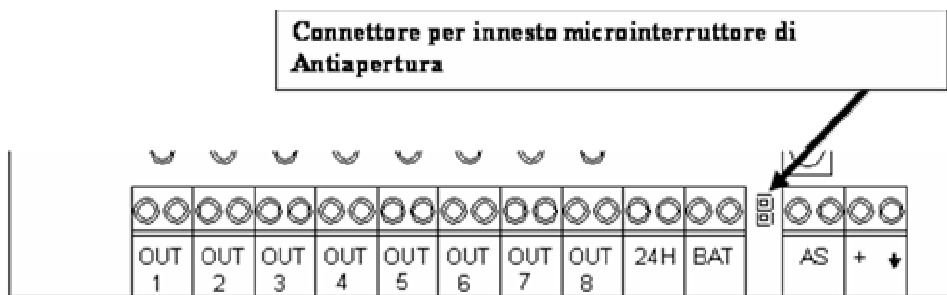 Connettore per innesto microinterruttore di
Antiapertura
OUT 1 OUT 2 OUT 3 OUT 4 OUT 5 OUT 6 OUT 7 OUT 8 24H BAT AS +